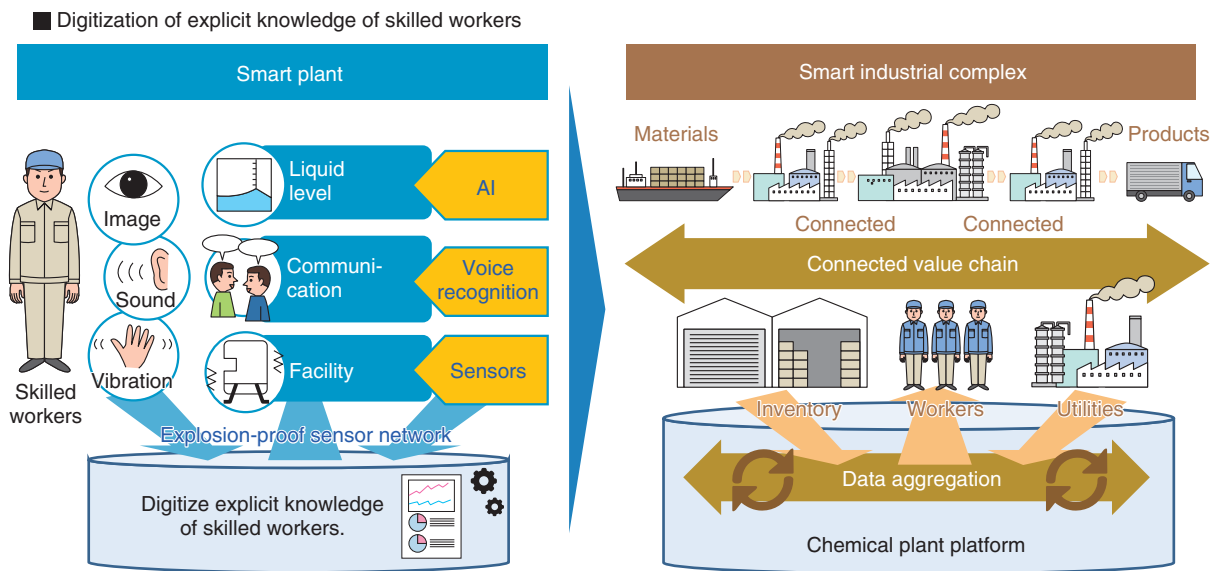 ■ Digitization of explicit knowledge of skilled workers
Smart plant
Image
Sound
Vibration
Skilled
workers
Liquid
level
AI
Communi-
cation
Voice
recognition
Facility
Sensors
Explosion-proof sensor network
Digitize explicit knowledge
of skilled workers.
Smart industrial complex
Materials
Products
Connected
Connected
Connected value chain
Inventory
Workers
Utilities
Data aggregation
Chemical plant platform